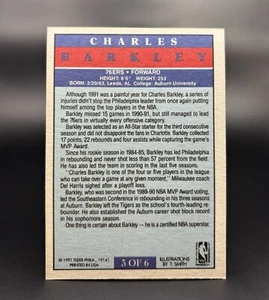 CHARLES
BARKLEY
76ERS • FORWARD
HEIGHT: 6'6" WEIGHT: 253
BORN: 2/20/63, Leeds, AL COLLEGE: Auburn University
Although 1991 was a painful year for Charles Barkley, a series of
injuries didn't stop the Philadelphia leader from once again putting
himself among the top players of the NBA.
Barkley missed 15 games in 1990-91, but still managed to lead
the 76ers in virtually every offensive category.
Barkley was selected as an All-Star starter for the fifth consecutive
season and did not disappoint the fans in Charlotte. Barkley collected
17 points, 22 rebounds and four assists while capturing the game's
MVP Award.
Since his rookie season in 1984-85, Barkley has led Philadelphia
in rebounding and never shot less than 57 percent from the field.
He has also led the team in scoring in the last five seasons.
"Charles Barkley is one of four or five players in the league
who can take over a game at any given moment," Milwaukee coach
Del Harris sighed after a playoff loss.
Barkley, who was second in the 1989-90 NBA MVP Award voting,
led the Southeastern Conference in rebounding in his three seasons
at Auburn. Barkley left the Tigers as the school's fourth-leading
rebounder. He also established the Auburn career shot block record
in his sophomore season.
One thing is certain about Barkley — he is a certified NBA superstar.
© 1991 FLEER PHILA., PA 19141
PRINTED IN USA
3 OF 6
ILLUSTRATIONS
BY T. SMITH
NBA